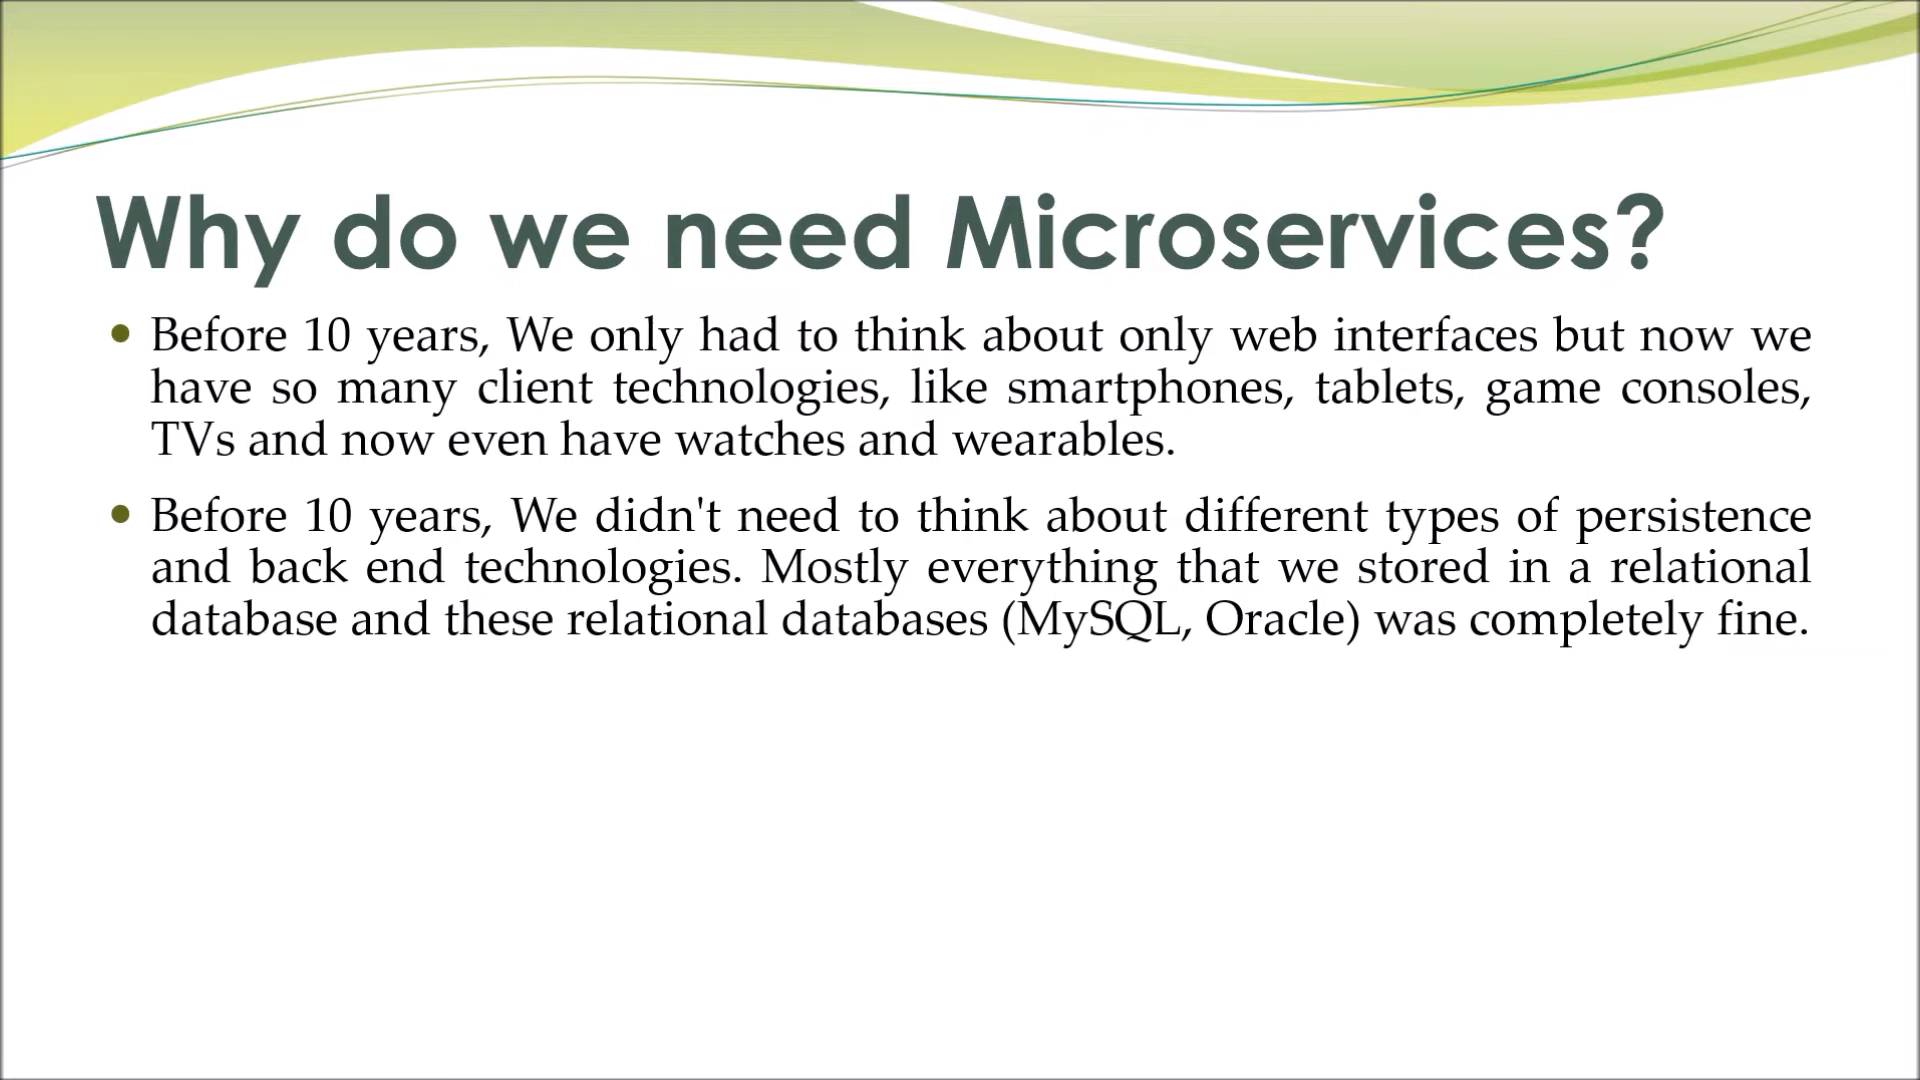 Why do we need Microservices?
• Before 10 years, We only had to think about only web interfaces but now we
have so many client technologies, like smartphones, tablets, game consoles,
TVs and now even have watches and wearables.
• Before 10 years, We didn't need to think about different types of persistence
and back end technologies. Mostly everything that we stored in a relational
database and these relational databases (MySQL, Oracle) was completely fine.